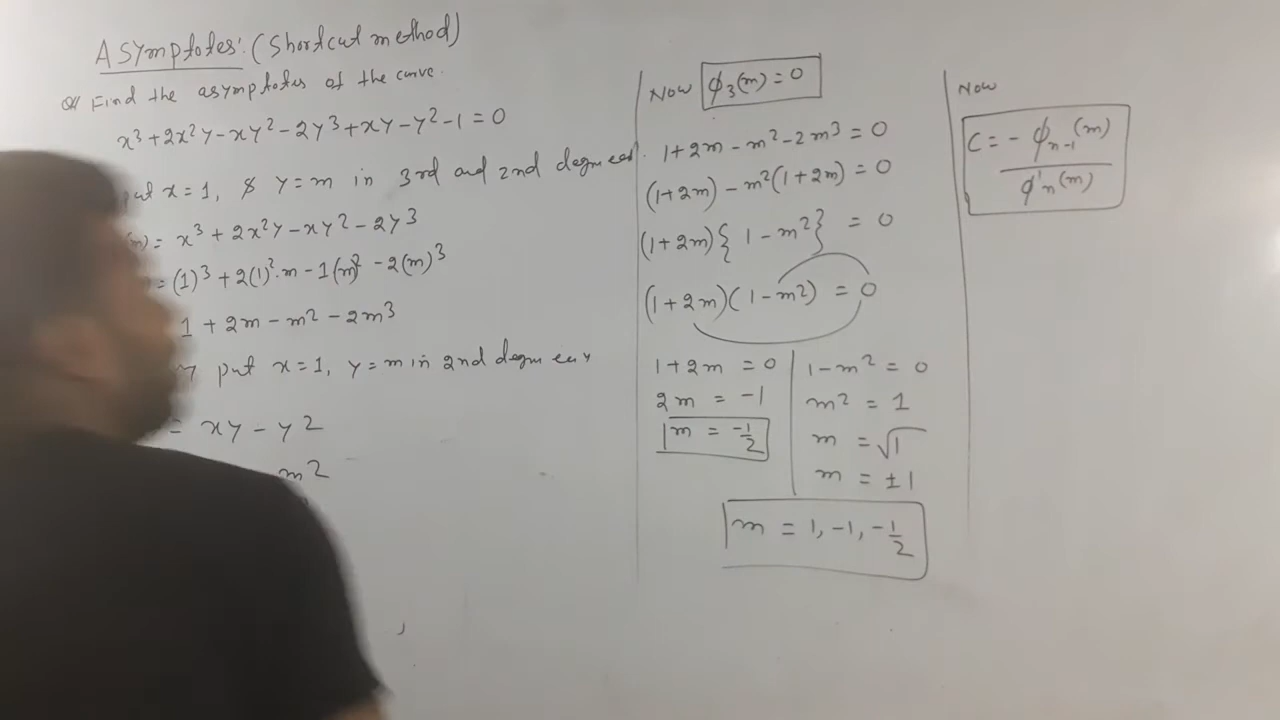 ASymptotes: (Shortcut method)
Q/ Find the asymptotes of the curve.
x³+2x²y-xy²-2y³+xy-y²-1=0
put x=1, & y=m in 3rd and 2nd degree
= x³+2x²y-xy²-2y³
= (1)³+2(1)².m-1(m)²-2(m)³
1+2m-m²-2m³
put x=1, y=m in 2nd degree
= xy-y²
m²
Now ϕ₃(m)=0
1+2m-m²-2m³=0
(1+2m)-m²(1+2m)=0
(1+2m){1-m²}=0
(1+2m)(1-m²)=0
1+2m=0
2m=-1
m=-1/2
1-m²=0
m²=1
m=√1
m=±1
m=1,-1,-1/2
Now
C=-ϕn-1(m)
ϕ'n(m)